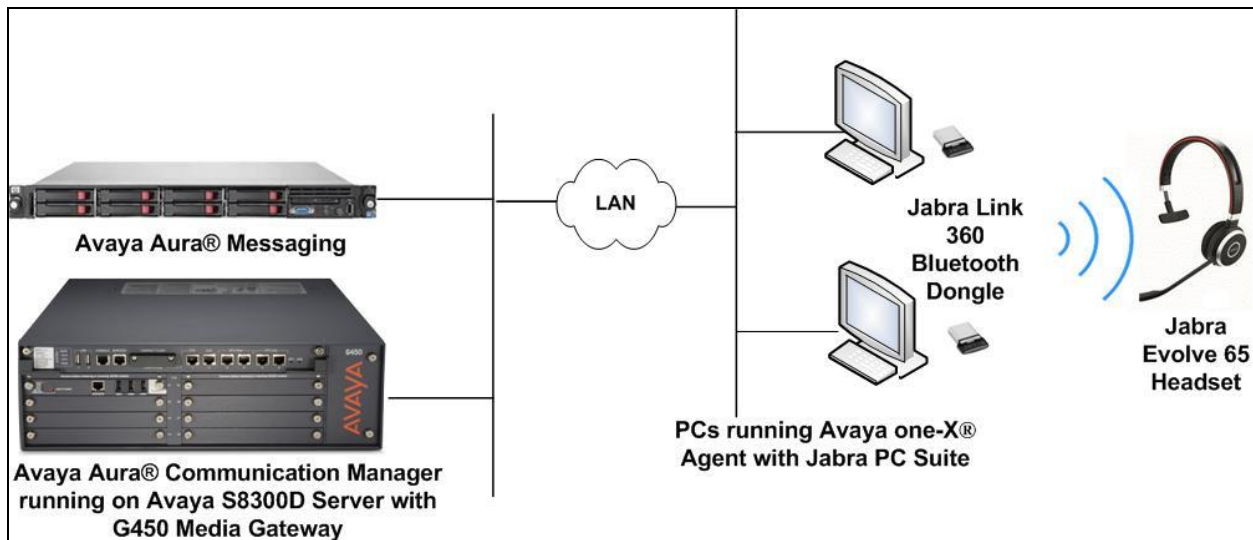 Avaya Aura® Messaging
G450
AVAYA
Avaya Aura® Communication Manager
running on Avaya S8300D Server with
G450 Media Gateway
LAN
Jabra Link
360
Bluetooth
Dongle
PCs running Avaya one-X®
Agent with Jabra PC Suite
Jabra
Evolve 65
Headset